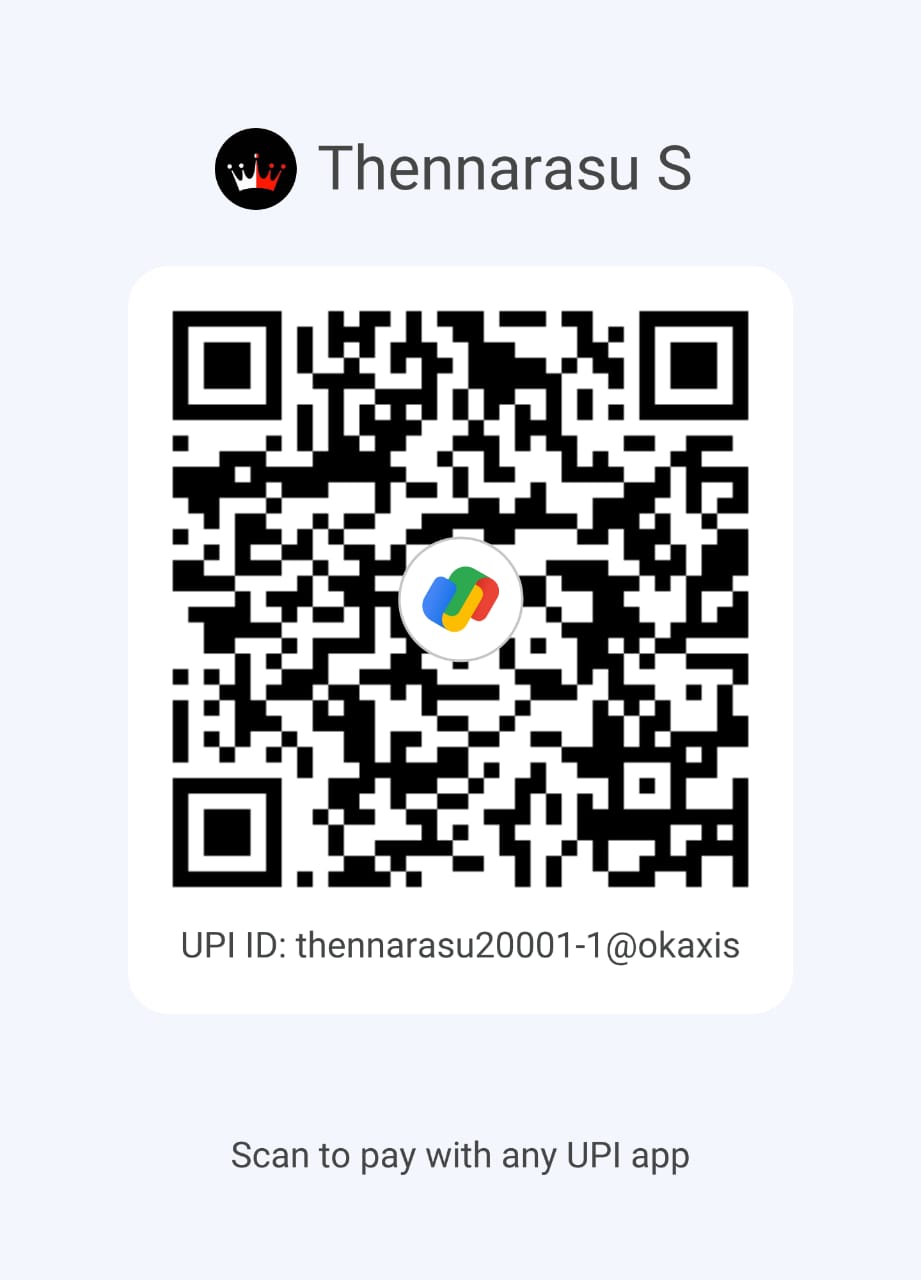 Thennarasu S
UPI ID: thennarasu20001-1@okaxis
Scan to pay with any UPI app